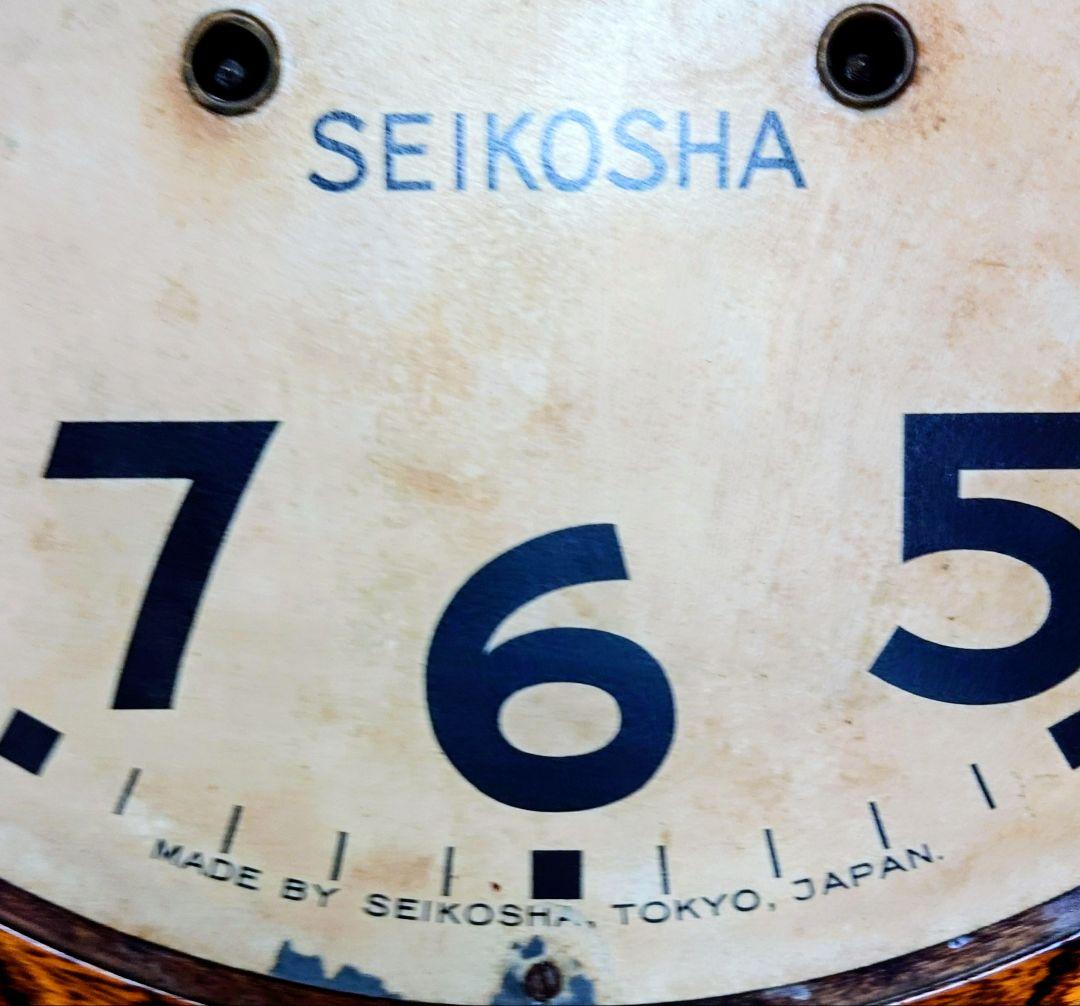 SEIKOSHA
7 6 5
MADE BY SEIKOSHA, TOKYO, JAPAN.